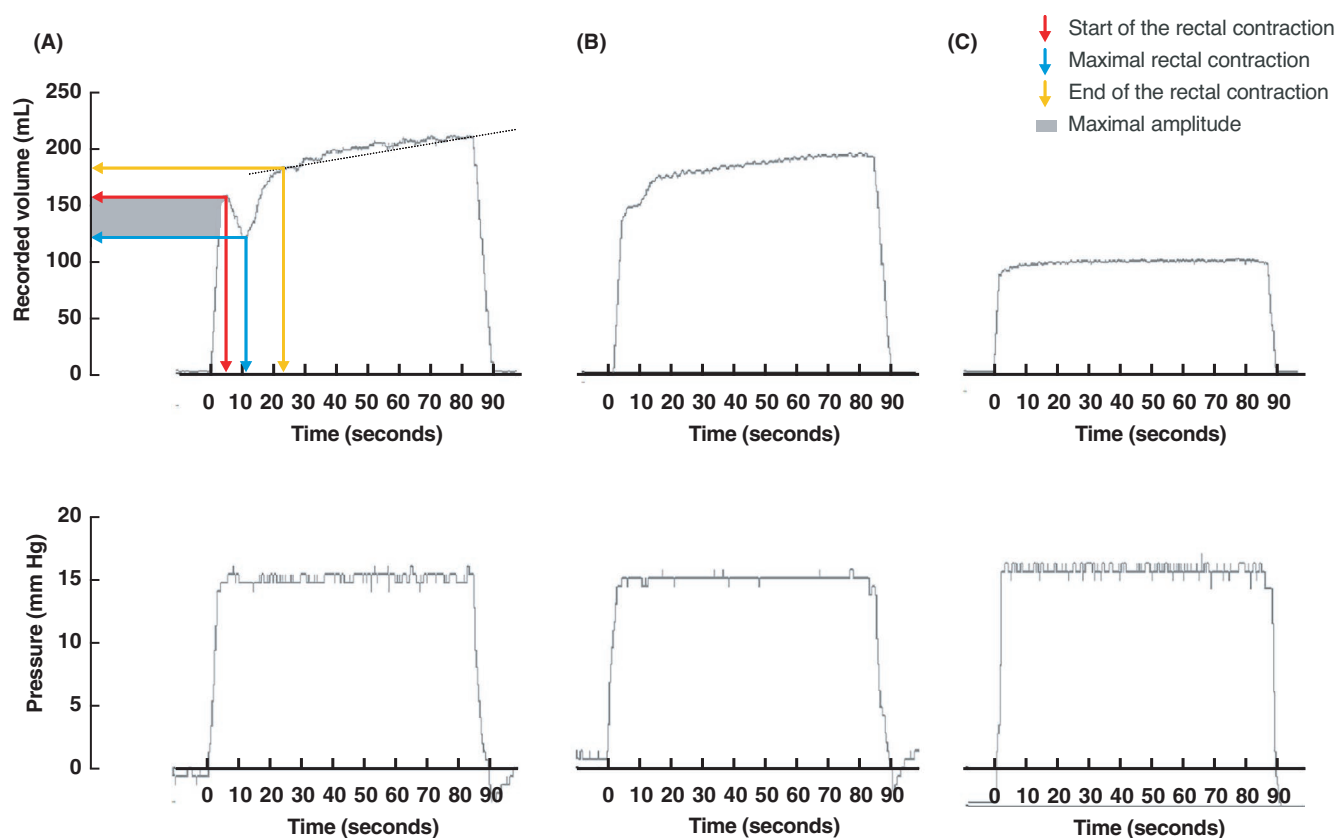 (A)
(B)
(C)
Start of the rectal contraction
Maximal rectal contraction
End of the rectal contraction
Maximal amplitude
Recorded volume (mL)
250
200
150
100
50
0
0 10 20 30 40 50 60 70 80 90
Time (seconds)
0 10 20 30 40 50 60 70 80 90
Time (seconds)
0 10 20 30 40 50 60 70 80 90
Time (seconds)
Pressure (mm Hg)
20
15
10
5
0
0 10 20 30 40 50 60 70 80 90
Time (seconds)
0 10 20 30 40 50 60 70 80 90
Time (seconds)
0 10 20 30 40 50 60 70 80 90
Time (seconds)